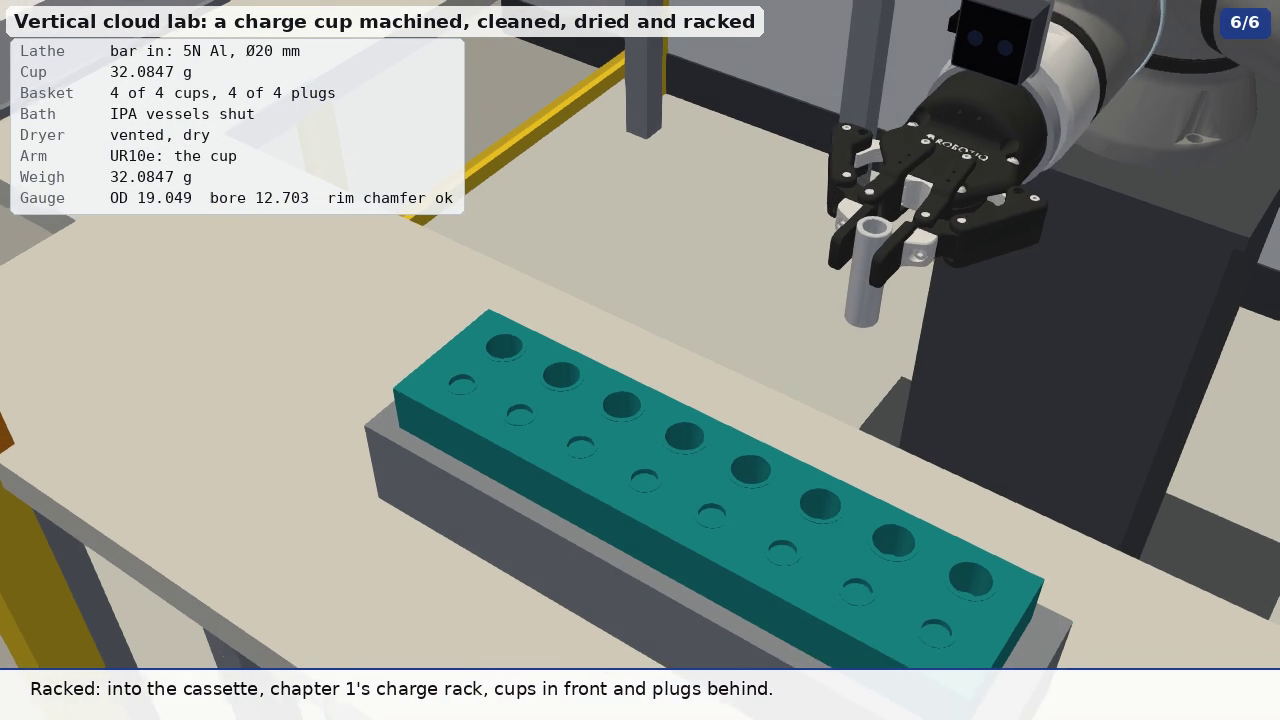 Vertical cloud lab: a charge cup machined, cleaned, dried and racked
6/6
Lathe bar in: 5N Al, Ø20 mm
Cup 32.0847 g
Basket 4 of 4 cups, 4 of 4 plugs
Bath IPA vessels shut
Dryer vented, dry
Arm UR10e: the cup
Weigh 32.0847 g
Gauge OD 19.049 bore 12.703 rim chamfer ok
ROBOTIQ
Racked: into the cassette, chapter 1's charge rack, cups in front and plugs behind.